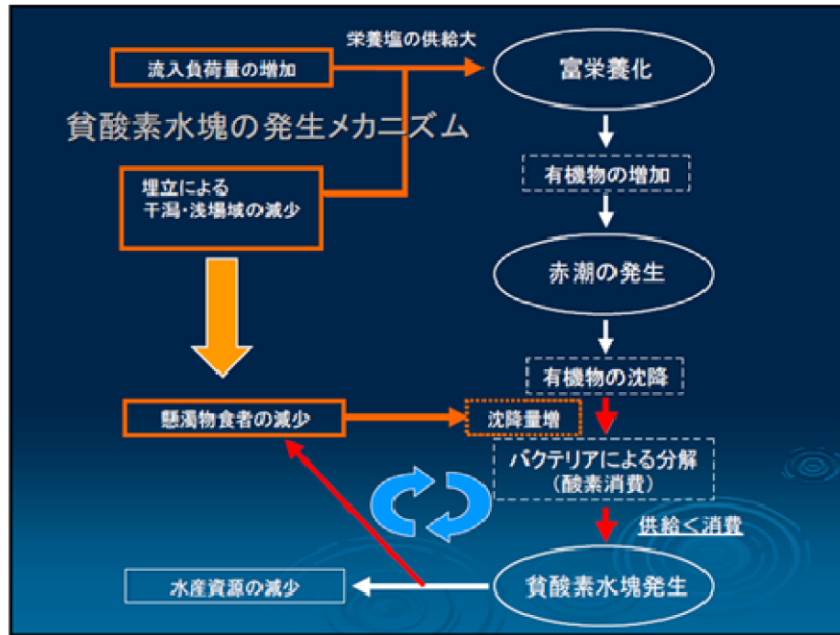 栄養塩の供給大
流入負荷量の増加
富栄養化
貧酸素水塊の発生メカニズム
有機物の増加
埋立による
干潟・浅場域の減少
赤潮の発生
有機物の沈降
懸濁物食者の減少
沈降量増
バクテリアによる分解
（酸素消費）
供給＜消費
水産資源の減少
貧酸素水塊発生